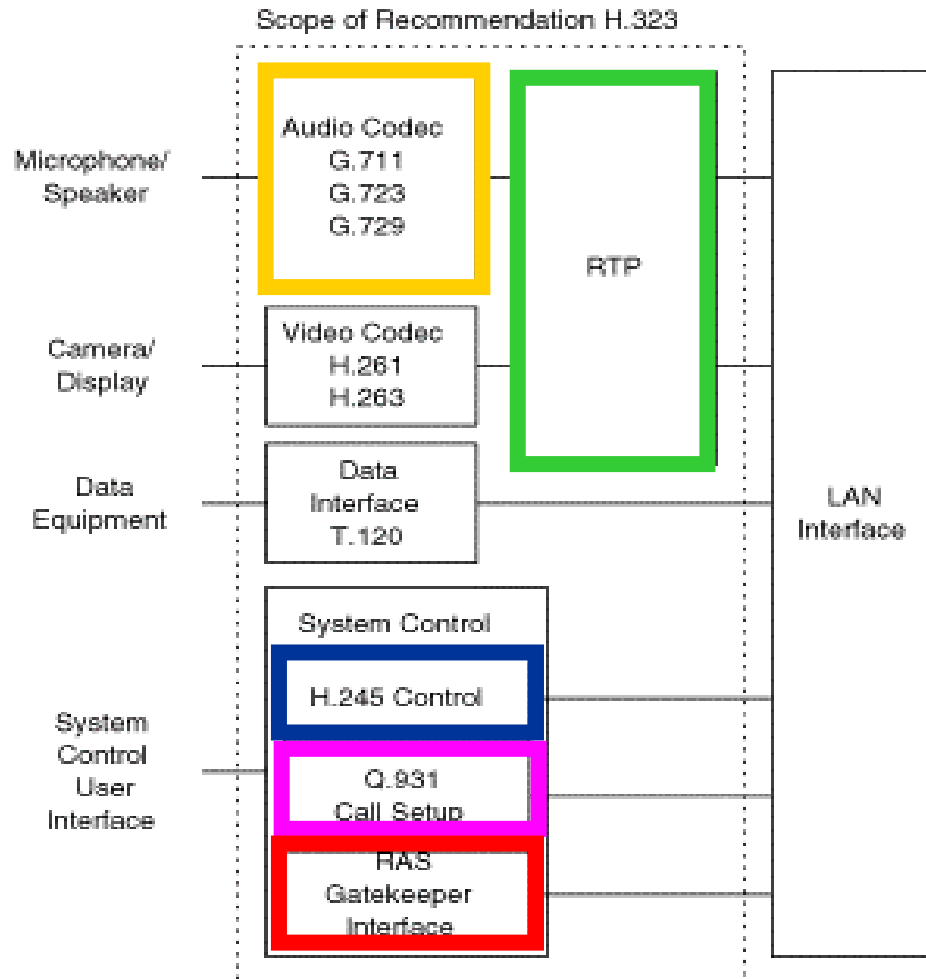 Scope of Recommendation H.323
Microphone/
Speaker
Audio Codec
G.711
G.723
G.729
RTP
Camera/
Display
Video Codec
H.261
H.263
Data
Equipment
Data
Interface
T.120
LAN
Interface
System
Control
User
Interface
System Control
H.245 Control
Q.931
Call Setup
RAS
Gatekeeper
Interface